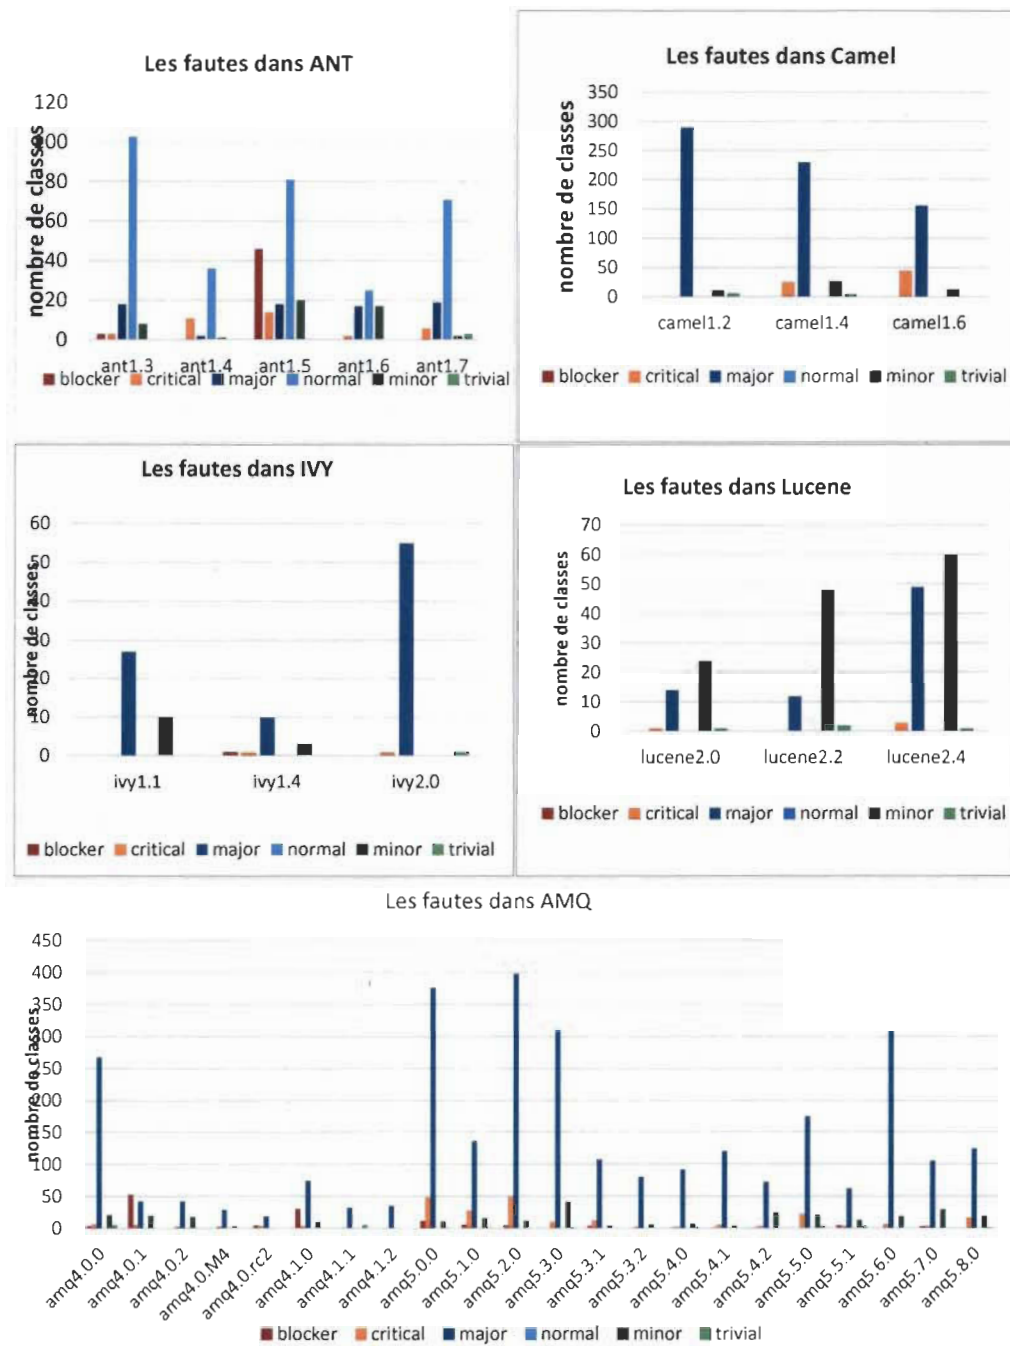 Les fautes dans ANT
nombre de classes
120
100
80
60
40
20
0
ant1.3 ant1.4 ant1.5 ant1.6 ant1.7
blocker critical major normal minor trivial
Les fautes dans Camel
nombre de classes
350
300
250
200
150
100
50
0
camel1.2 camel1.4 camel1.6
blocker critical major normal minor trivial
Les fautes dans IVY
nombre de classes
60
50
40
30
20
10
0
ivy1.1 ivy1.4 ivy2.0
blocker critical major normal minor trivial
Les fautes dans Lucene
nombre de classes
70
60
50
40
30
20
10
0
lucene2.0 lucene2.2 lucene2.4
blocker critical major normal minor trivial
Les fautes dans AMQ
nombre de classes
450
400
350
300
250
200
150
100
50
0
amq4.0.0 amq4.0.1 amq4.0.2 amq4.0.M4 amq4.0.rc2 amq4.1.0 amq4.1.1 amq4.1.2 amq5.0.0 amq5.1.0 amq5.2.0 amq5.3.0 amq5.3.1 amq5.3.2 amq5.4.0 amq5.4.1 amq5.4.2 amq5.5.0 amq5.5.1 amq5.6.0 amq5.7.0 amq5.8.0
blocker critical major normal minor trivial